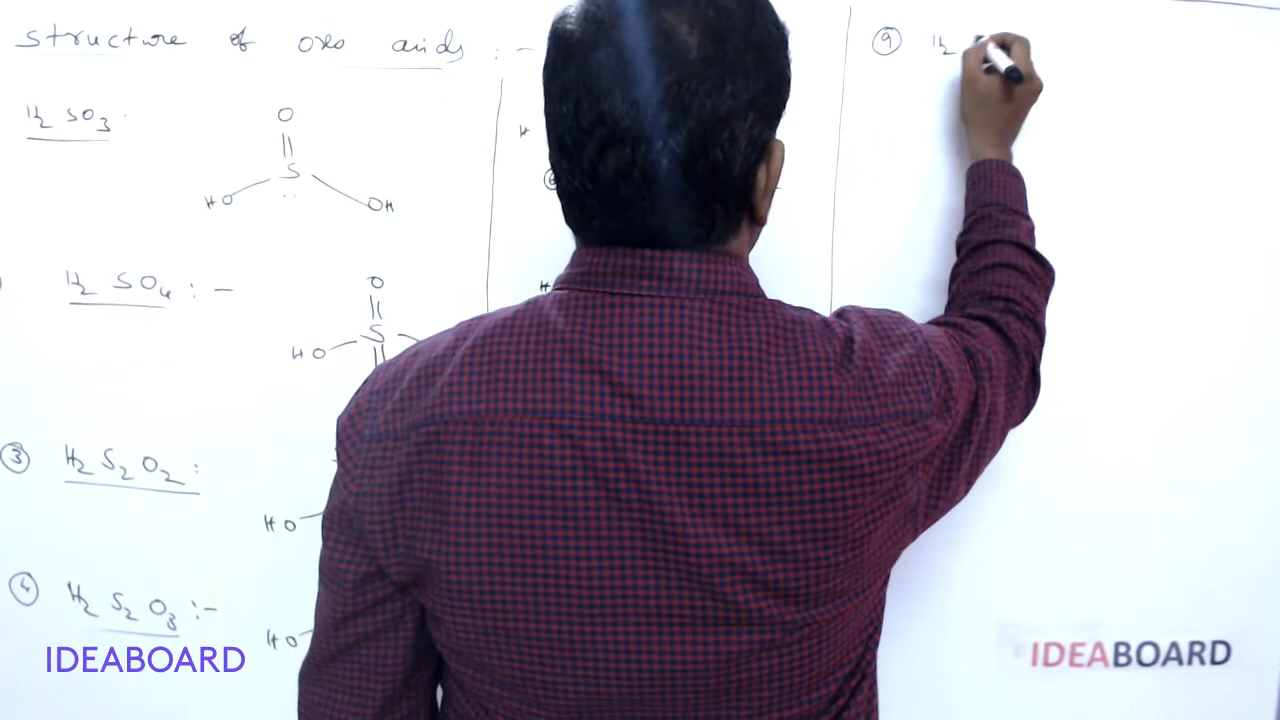 structure of oxo acids : -
H2 SO3
O
||
S
HO OH
H2 SO4 : -
O
||
S
HO
③ H2 S2 O2 :
HO
④ H2 S2 O3 : -
HO
H
H
⑨ H2
IDEABOARD
IDEABOARD